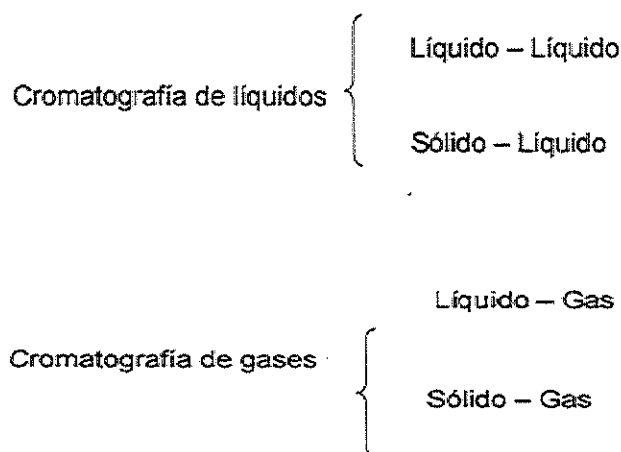 Líquido – Líquido
Cromatografía de líquidos
Sólido – Líquido
Líquido – Gas
Cromatografía de gases
Sólido – Gas